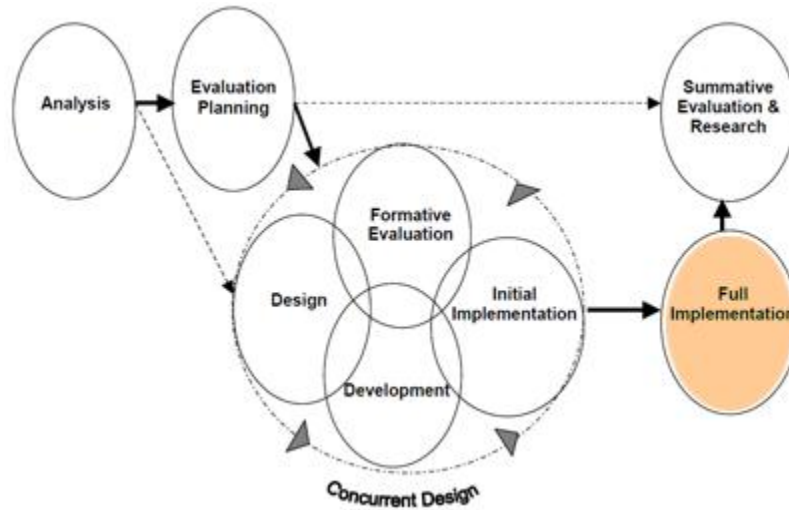 Analysis
Evaluation
Planning
Summative
Evaluation &
Research
Formative
Evaluation
Design
Initial
Implementation
Full
Implementation
Development
Concurrent Design